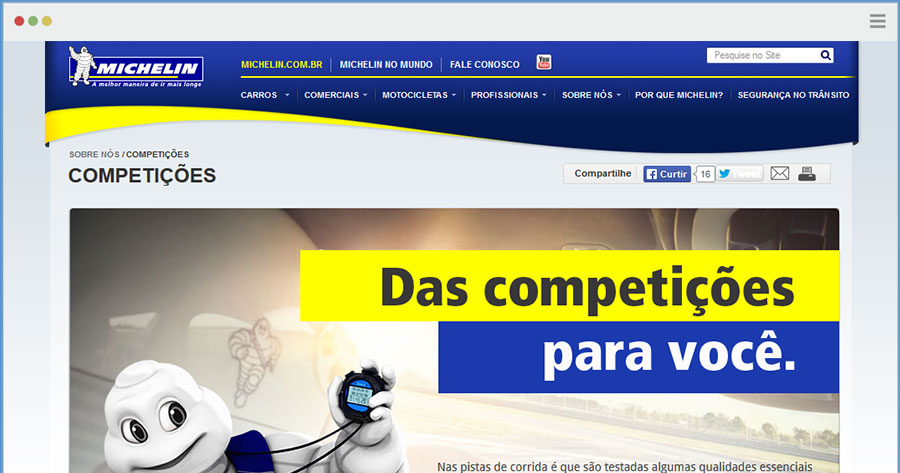 MICHELIN
A melhor maneira de ir mais longe
MICHELIN.COM.BR MICHELIN NO MUNDO FALE CONOSCO You Tube
Pesquise no Site
CARROS COMERCIAIS MOTOCICLETAS PROFISSIONAIS SOBRE NÓS POR QUE MICHELIN? SEGURANÇA NO TRÂNSITO
SOBRE NÓS / COMPETIÇÕES
COMPETIÇÕES
Compartilhe Curtir 16 Tweet
Das competições
para você.
Nas pistas de corrida é que são testadas algumas qualidades essenciais